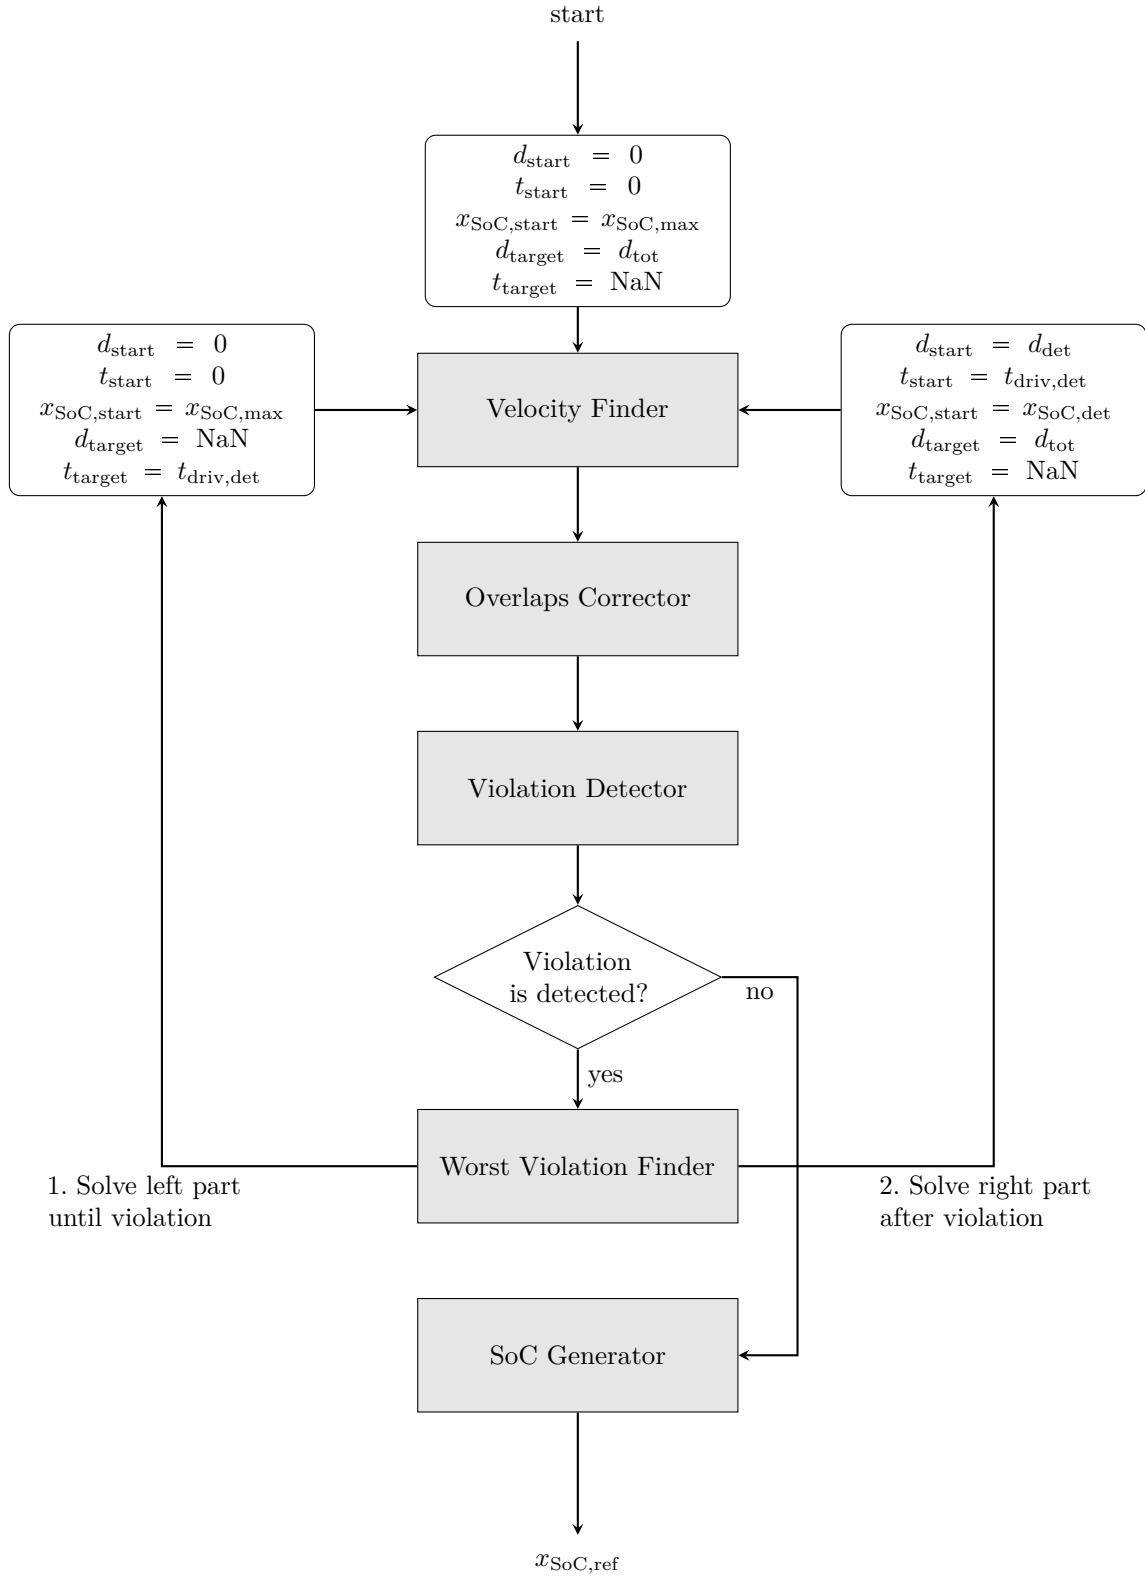 start
d_start = 0
t_start = 0
x_SoC,start = x_SoC,max
d_target = d_tot
t_target = NaN
d_start = 0
t_start = 0
x_SoC,start = x_SoC,max
d_target = NaN
t_target = t_driv,det
Velocity Finder
d_start = d_det
t_start = t_driv,det
x_SoC,start = x_SoC,det
d_target = d_tot
t_target = NaN
Overlaps Corrector
Violation Detector
Violation
is detected?
no
yes
Worst Violation Finder
1. Solve left part
until violation
2. Solve right part
after violation
SoC Generator
x_SoC,ref